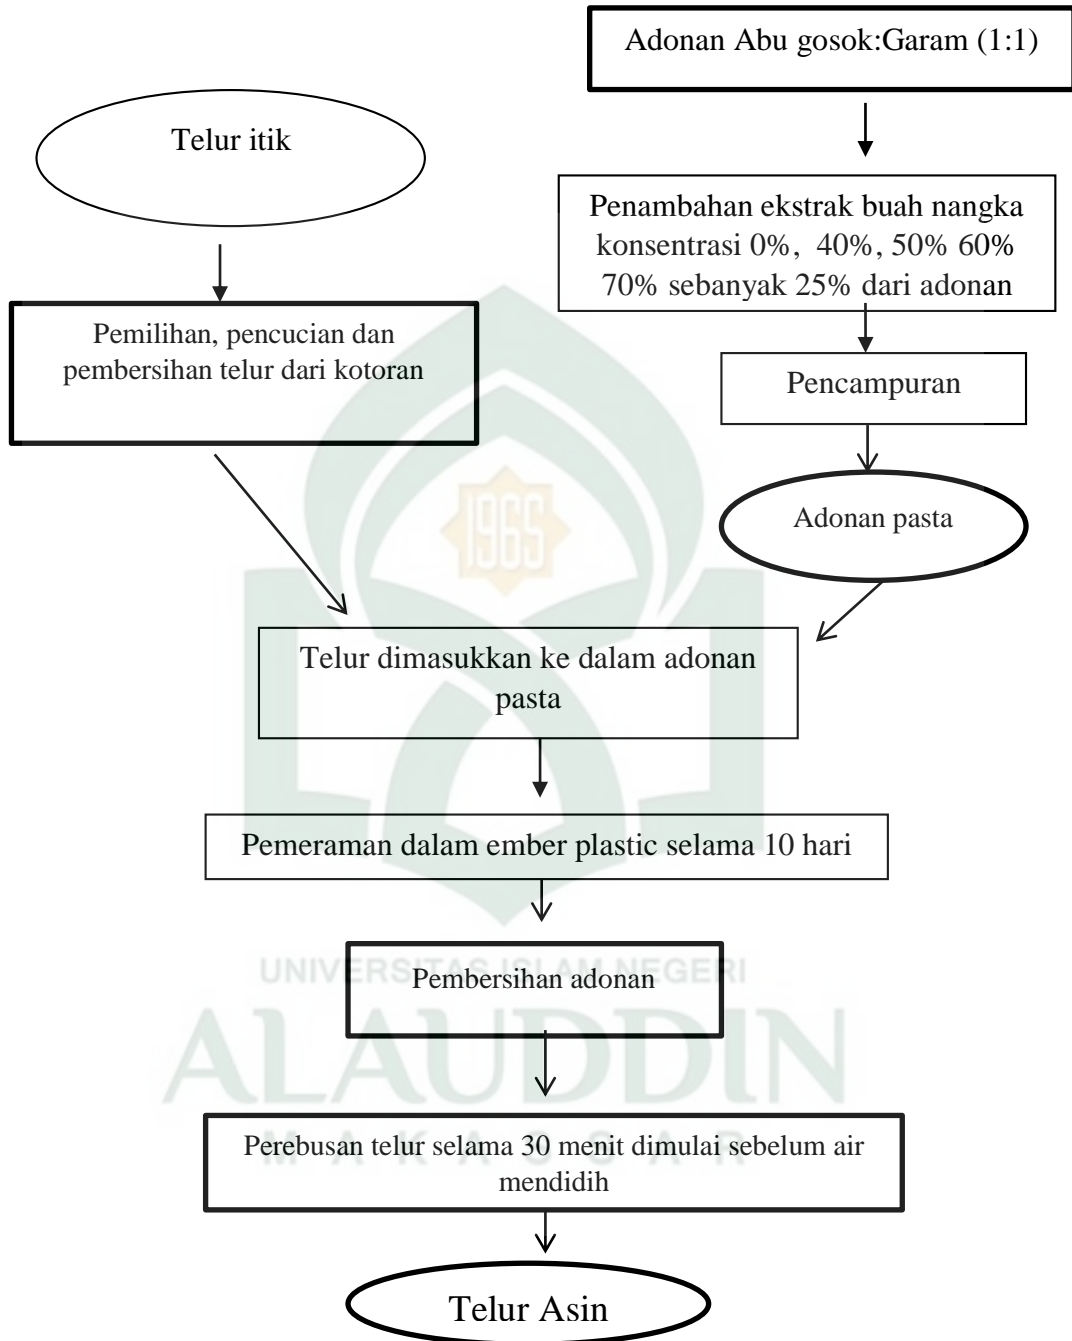 Adonan Abu gosok:Garam (1:1)
Telur itik
Penambahan ekstrak buah nangka
konsentrasi 0%, 40%, 50% 60%
70% sebanyak 25% dari adonan
Pemilihan, pencucian dan
pembersihan telur dari kotoran
Pencampuran
1965
Adonan pasta
Telur dimasukkan ke dalam adonan
pasta
Pemeraman dalam ember plastic selama 10 hari
UNIVERSITAS ISLAM NEGERI
Pembersihan adonan
ALAUDDIN
Perebusan telur selama 30 menit dimulai sebelum air
mendidih
MAKASSAR
Telur Asin